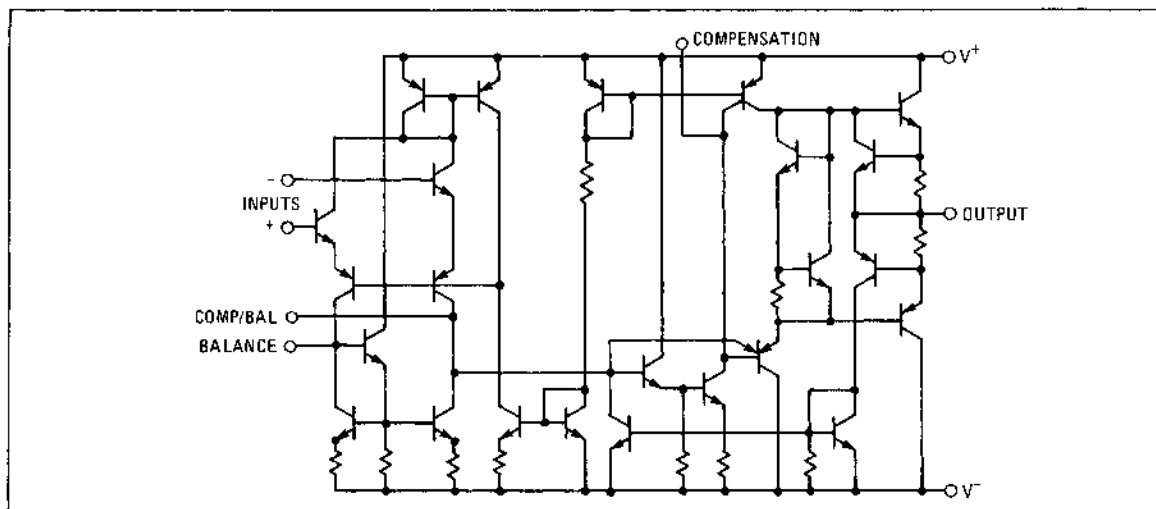 COMPENSATION
V+
−
INPUTS
+
OUTPUT
COMP/BAL
BALANCE
V−